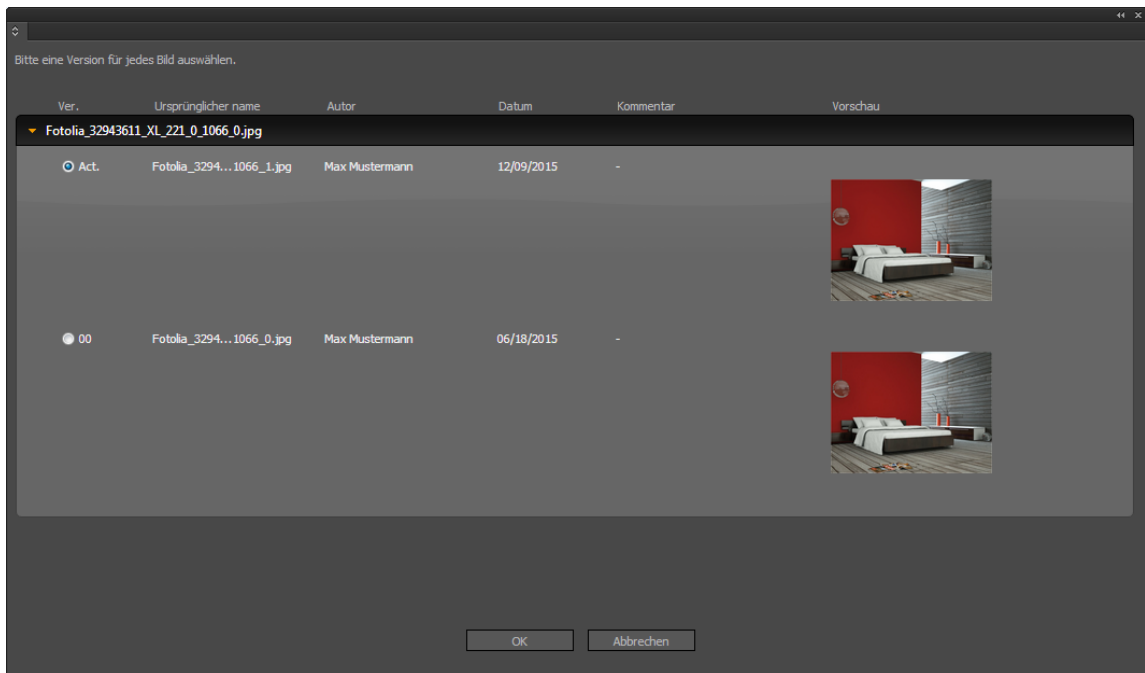 Bitte eine Version für jedes Bild auswählen.
Ver. Ursprünglicher name Autor Datum Kommentar Vorschau
Fotolia_32943611_XL_221_0_1066_0.jpg
Act. Fotolia_3294...1066_1.jpg Max Mustermann 12/09/2015 -
00 Fotolia_3294...1066_0.jpg Max Mustermann 06/18/2015 -
OK Abbrechen